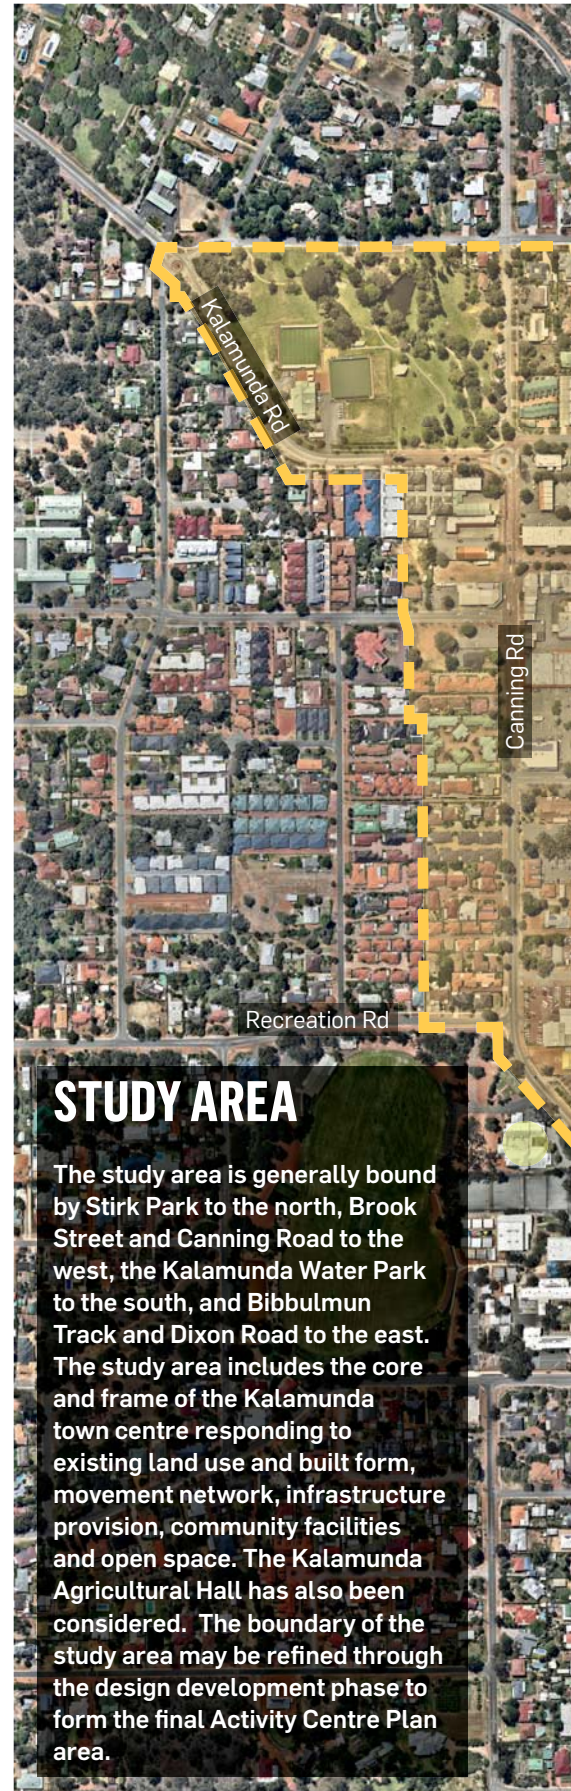 Kalamunda Rd
Canning Rd
Recreation Rd
STUDY AREA
The study area is generally bound
by Stirk Park to the north, Brook
Street and Canning Road to the
west, the Kalamunda Water Park
to the south, and Bibbulmun
Track and Dixon Road to the east.
The study area includes the core
and frame of the Kalamunda
town centre responding to
existing land use and built form,
movement network, infrastructure
provision, community facilities
and open space. The Kalamunda
Agricultural Hall has also been
considered.  The boundary of the
study area may be refined through
the design development phase to
form the final Activity Centre Plan
area.